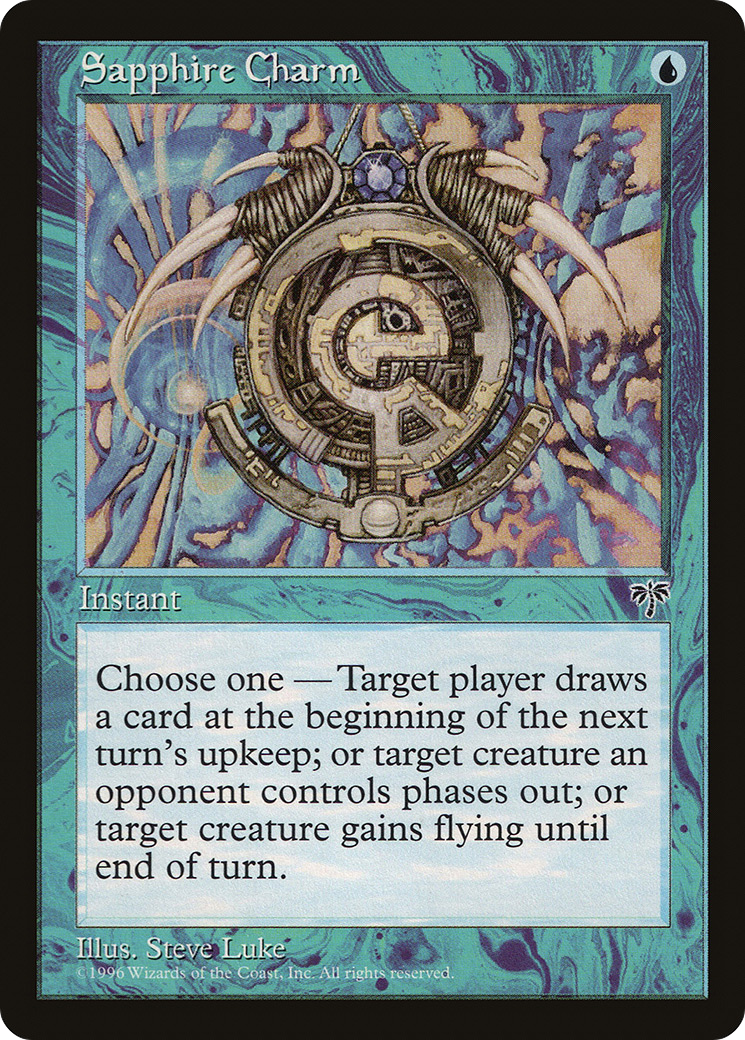 Sapphire Charm
Instant
Choose one — Target player draws
a card at the beginning of the next
turn's upkeep; or target creature an
opponent controls phases out; or
target creature gains flying until
end of turn.
Illus. Steve Luke
©1996 Wizards of the Coast, Inc. All rights reserved.